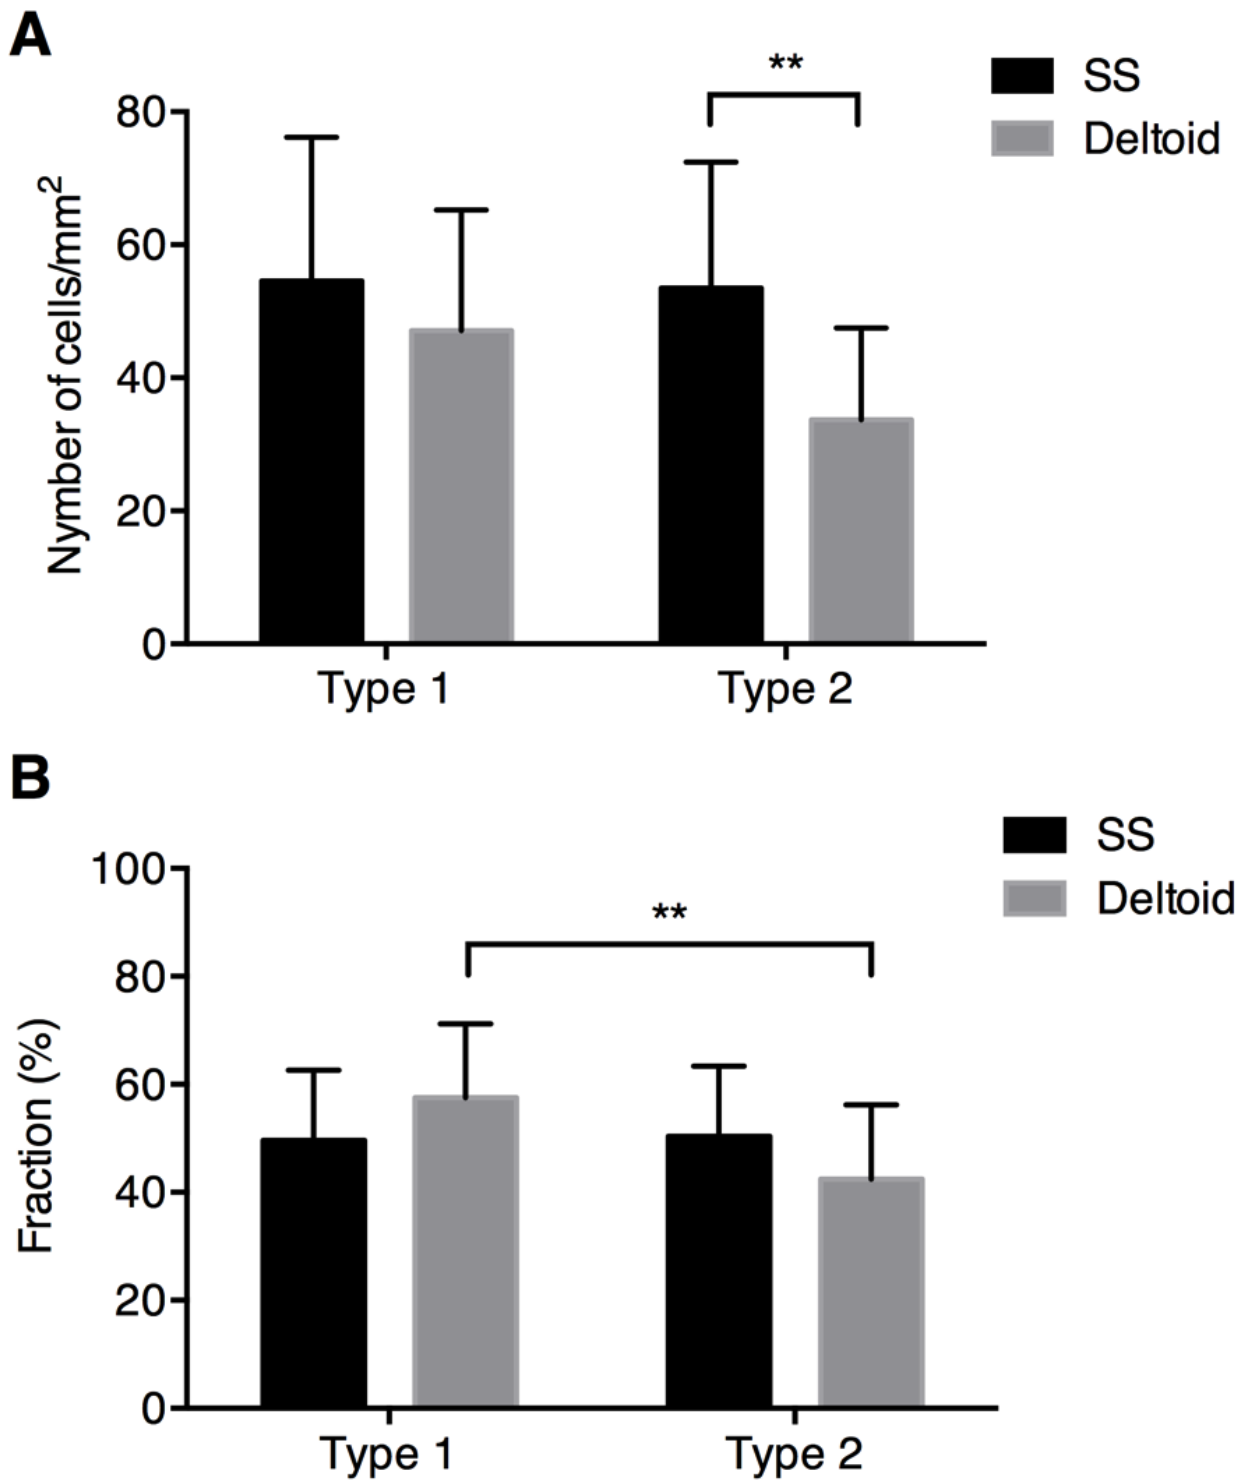 A
**
SS
Deltoid
80
60
40
20
0
Nymber of cells/mm²
Type 1
Type 2
B
SS
Deltoid
**
100
80
60
40
20
0
Fraction (%)
Type 1
Type 2